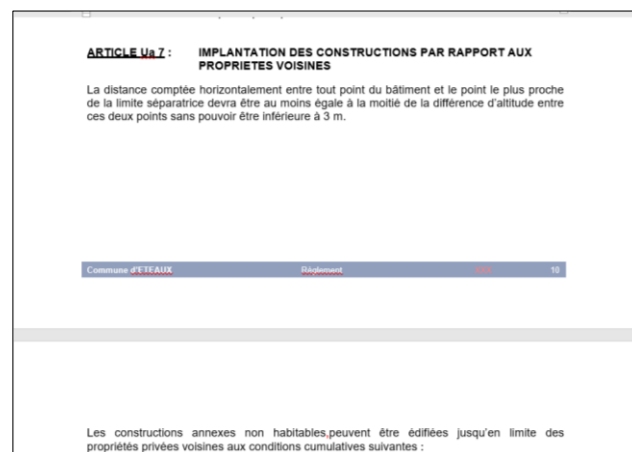 ARTICLE Ua 7 : IMPLANTATION DES CONSTRUCTIONS PAR RAPPORT AUX
PROPRIETES VOISINES
La distance comptée horizontalement entre tout point du bâtiment et le point le plus proche
de la limite séparatrice devra être au moins égale à la moitié de la différence d'altitude entre
ces deux points sans pouvoir être inférieure à 3 m.
Commune d'ETEAUX Règlement 10
Les constructions annexes non habitables,peuvent être édifiées jusqu'en limite des
propriétés privées voisines aux conditions cumulatives suivantes :